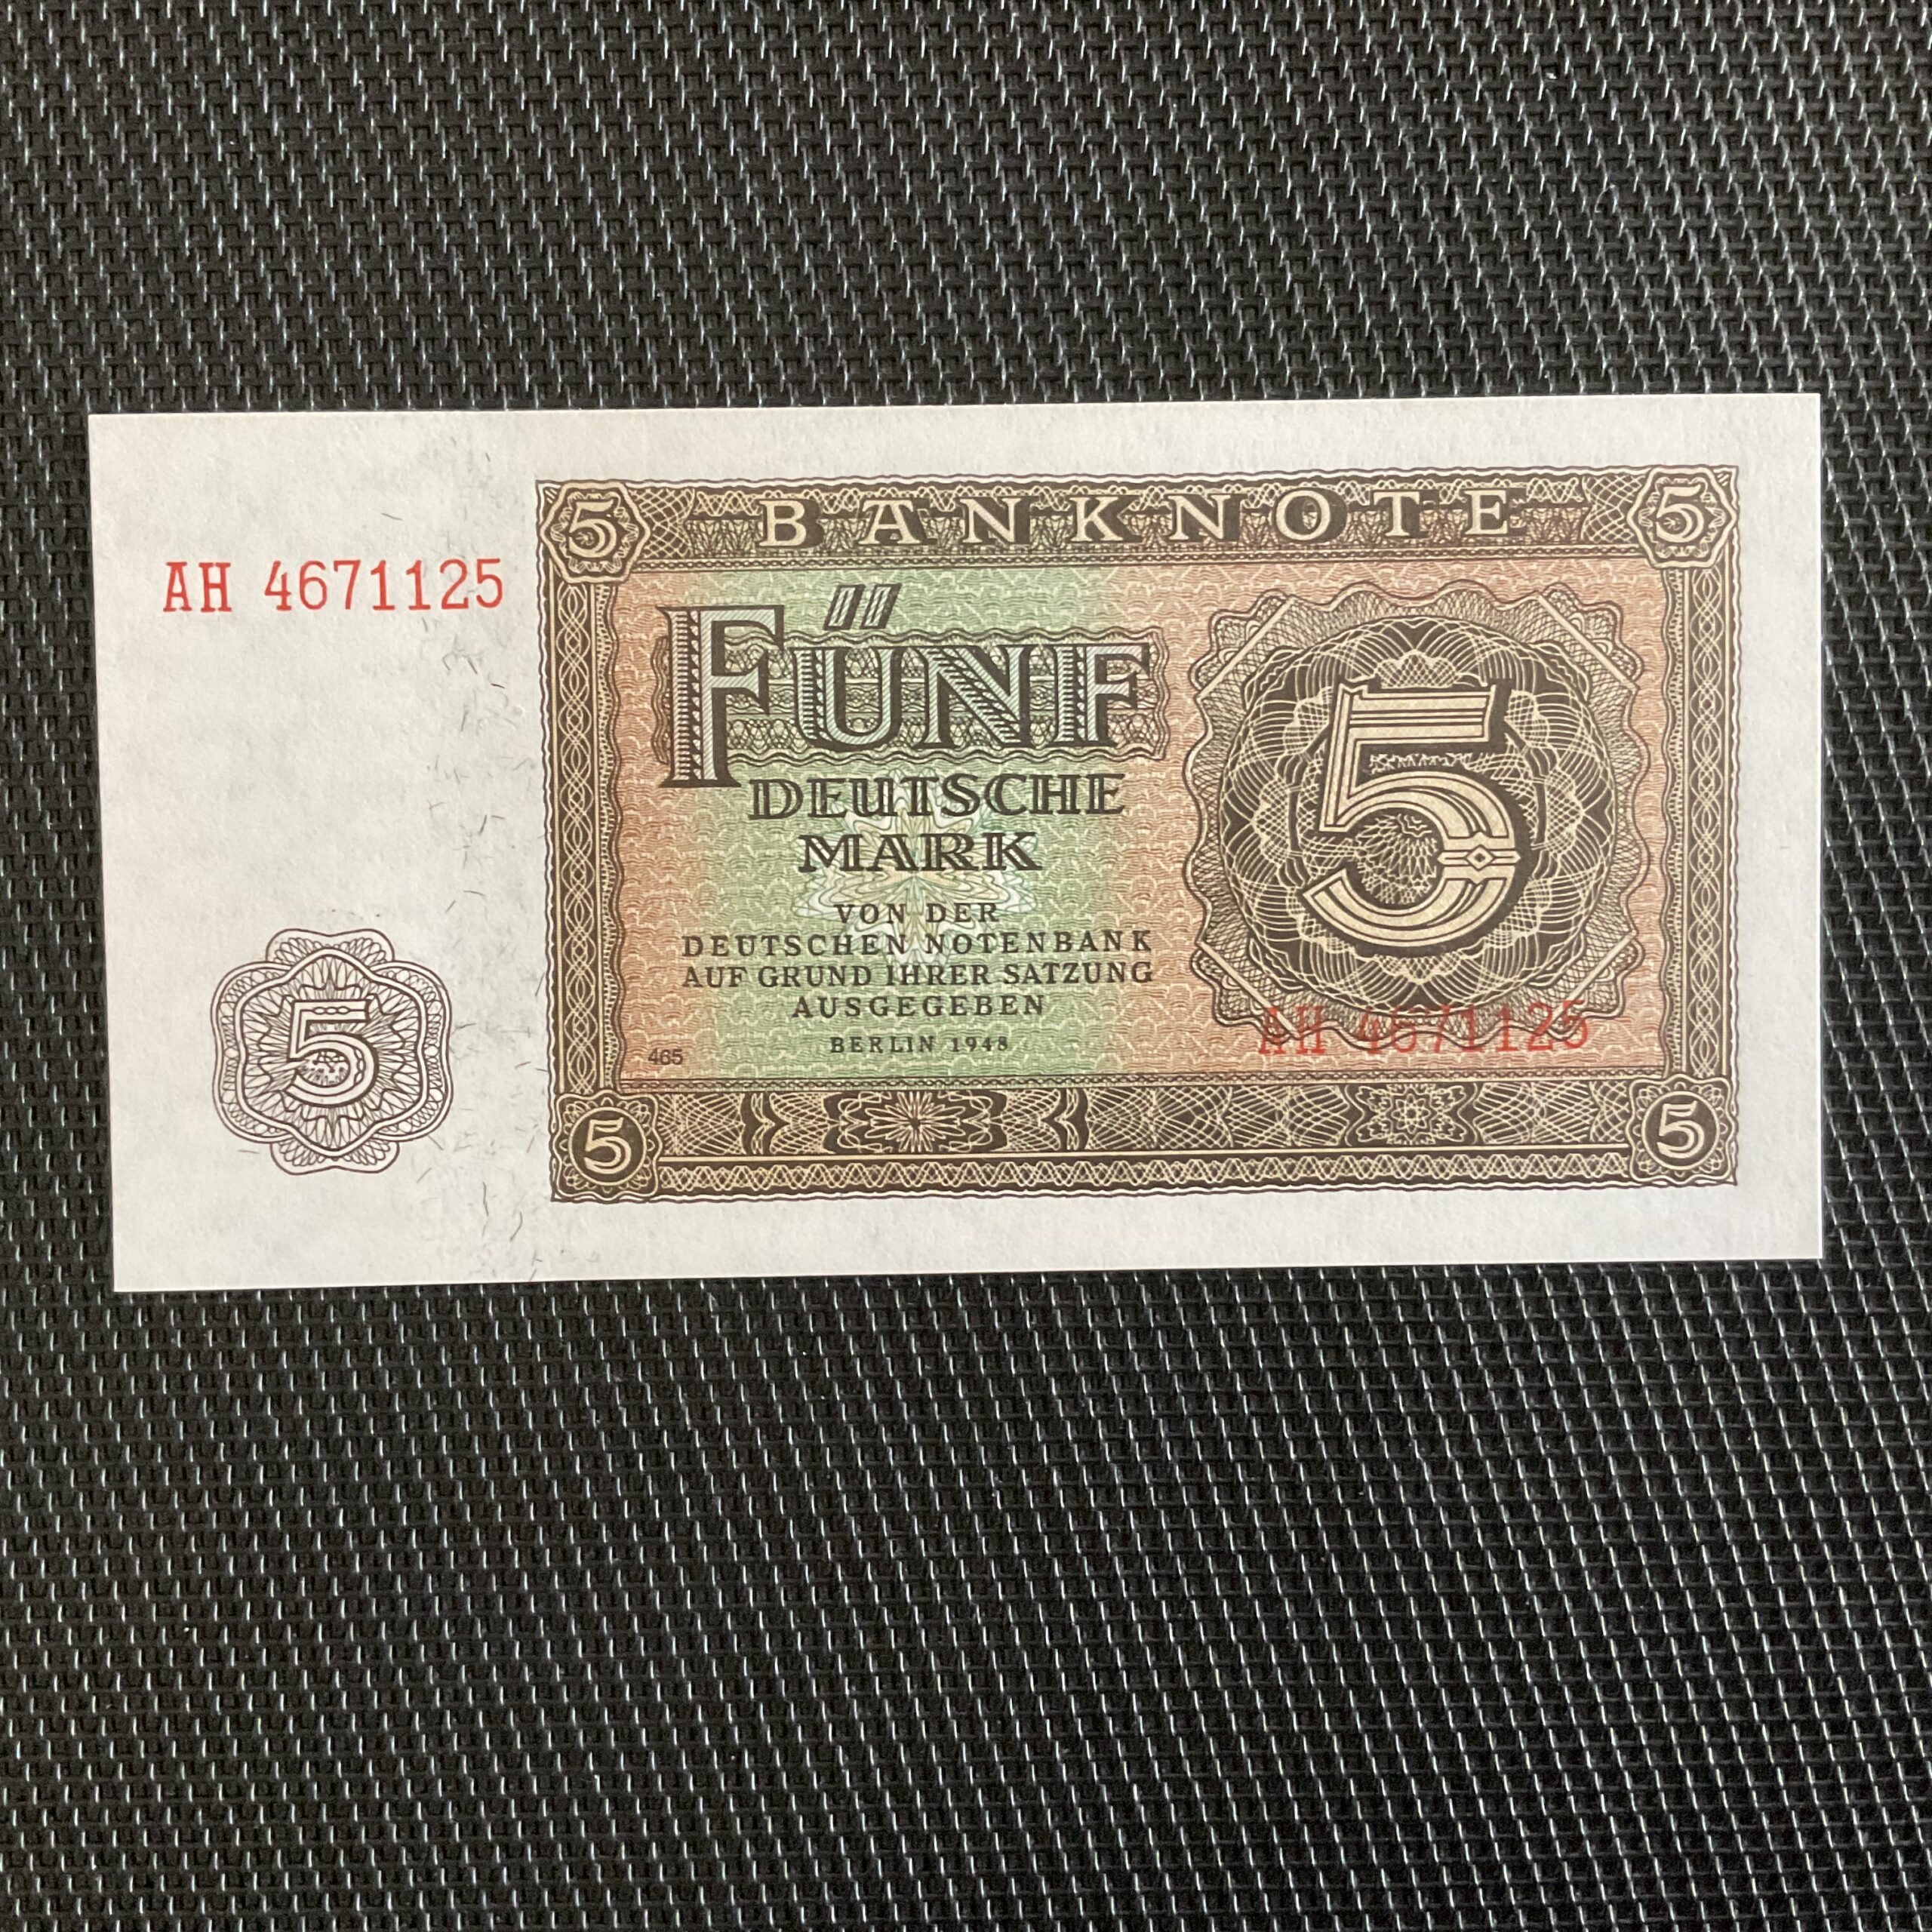 5 BANKNOTE 5
AH 4671125
FÜNF
DEUTSCHE
MARK
5
VON DER
DEUTSCHEN NOTENBANK
AUF GRUND IHRER SATZUNG
AUSGEGEBEN
BERLIN 1948
465
AH 4671125
5
5 5